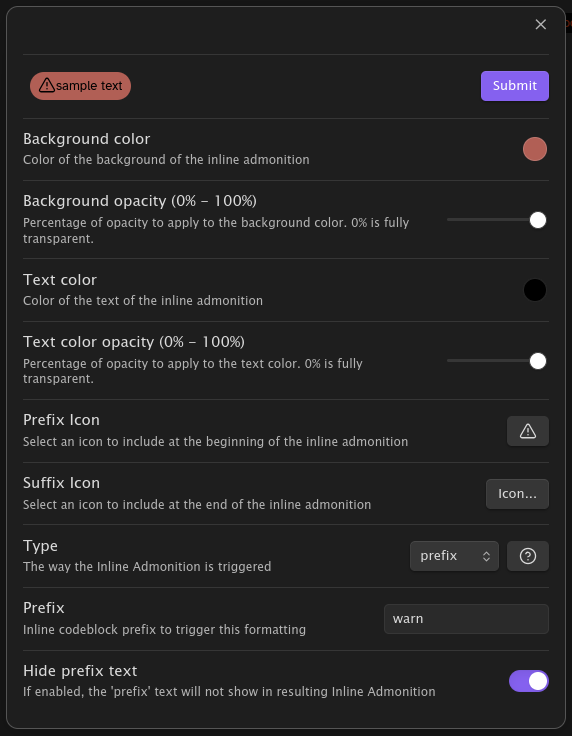 sample text
Submit
Background color
Color of the background of the inline admonition
Background opacity (0% - 100%)
Percentage of opacity to apply to the background color. 0% is fully
transparent.
Text color
Color of the text of the inline admonition
Text color opacity (0% - 100%)
Percentage of opacity to apply to the text color. 0% is fully
transparent.
Prefix Icon
Select an icon to include at the beginning of the inline admonition
Suffix Icon
Select an icon to include at the end of the inline admonition
Icon...
Type
The way the Inline Admonition is triggered
prefix
Prefix
Inline codeblock prefix to trigger this formatting
warn
Hide prefix text
If enabled, the 'prefix' text will not show in resulting Inline Admonition